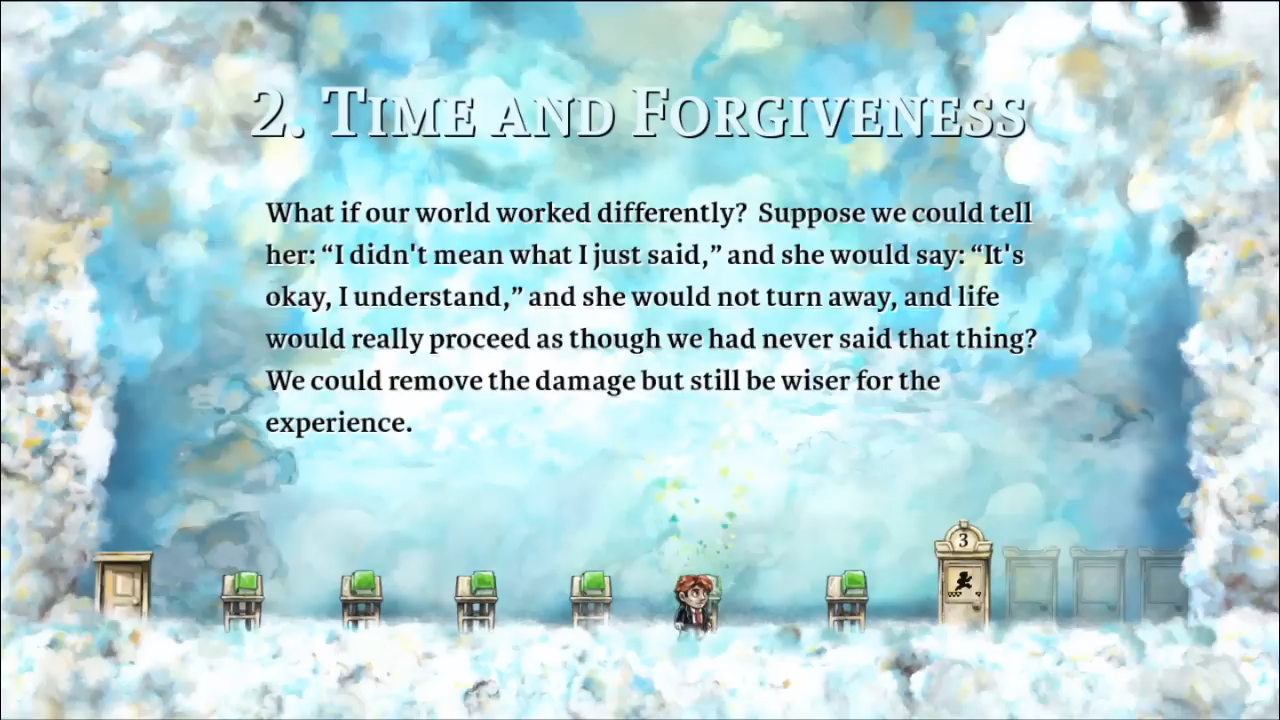 2. TIME AND FORGIVENESS
What if our world worked differently? Suppose we could tell
her: “I didn't mean what I just said,” and she would say: “It's
okay, I understand,” and she would not turn away, and life
would really proceed as though we had never said that thing?
We could remove the damage but still be wiser for the
experience.
3